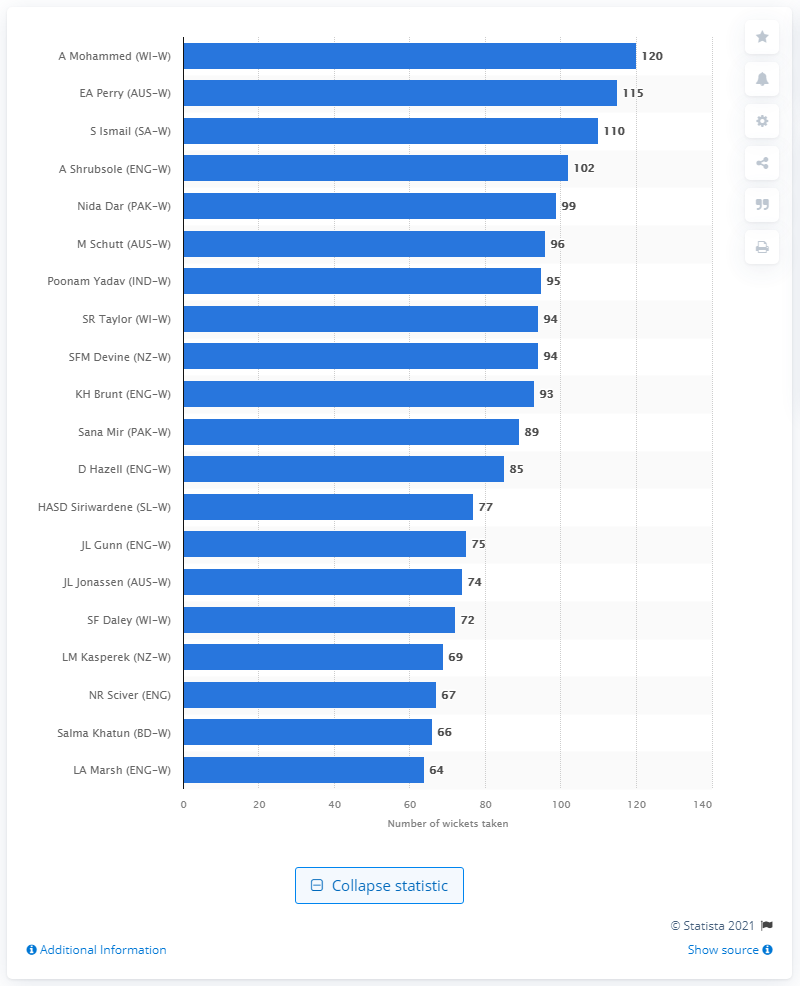 A Mohammed (WI-W) 120
EA Perry (AUS-W) 115
S Ismail (SA-W) 110
A Shrubsole (ENG-W) 102
Nida Dar (PAK-W) 99
M Schutt (AUS-W) 96
Poonam Yadav (IND-W) 95
SR Taylor (WI-W) 94
SFM Devine (NZ-W) 94
KH Brunt (ENG-W) 93
Sana Mir (PAK-W) 89
D Hazell (ENG-W) 85
HASD Siriwardene (SL-W) 77
JL Gunn (ENG-W) 75
JL Jonassen (AUS-W) 74
SF Daley (WI-W) 72
LM Kasperek (NZ-W) 69
NR Sciver (ENG) 67
Salma Khatun (BD-W) 66
LA Marsh (ENG-W) 64
0 20 40 60 80 100 120 140
Number of wickets taken
Collapse statistic
© Statista 2021
Additional Information Show source